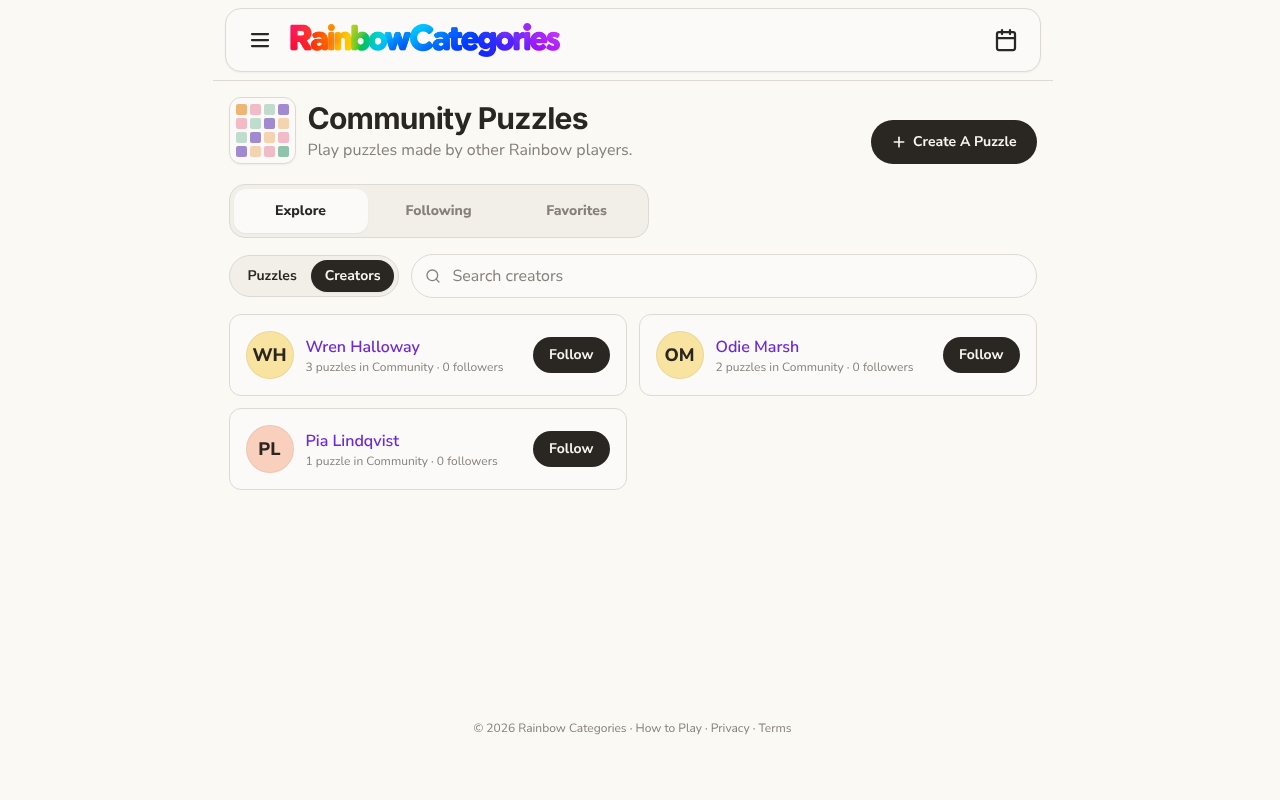 RainbowCategories
Community Puzzles
Play puzzles made by other Rainbow players.
Create A Puzzle
Explore
Following
Favorites
Puzzles
Creators
Search creators
WH
Wren Halloway
3 puzzles in Community · 0 followers
Follow
OM
Odie Marsh
2 puzzles in Community · 0 followers
Follow
PL
Pia Lindqvist
1 puzzle in Community · 0 followers
Follow
© 2026 Rainbow Categories · How to Play · Privacy · Terms